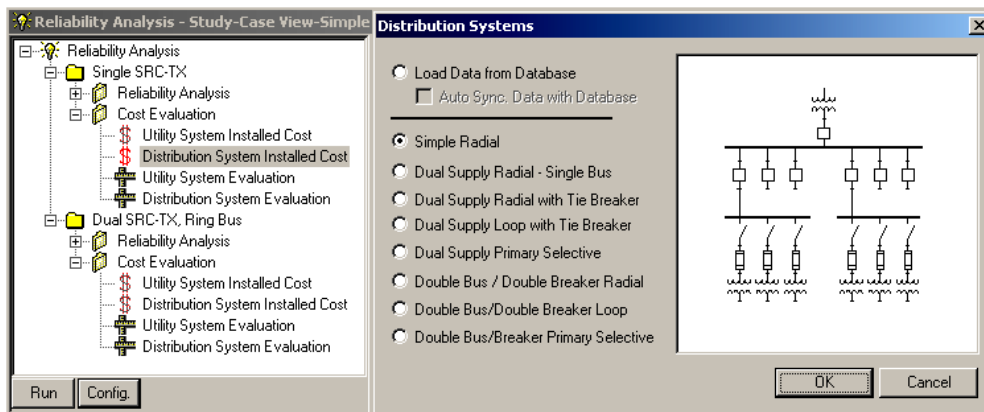 Reliability Analysis - Study-Case View-Simple
Reliability Analysis
Single SRC-TX
Reliability Analysis
Cost Evaluation
Utility System Installed Cost
Distribution System Installed Cost
Utility System Evaluation
Distribution System Evaluation
Dual SRC-TX, Ring Bus
Reliability Analysis
Cost Evaluation
Utility System Installed Cost
Distribution System Installed Cost
Utility System Evaluation
Distribution System Evaluation
Run
Config.
Distribution Systems
Load Data from Database
Auto Sync. Data with Database
Simple Radial
Dual Supply Radial - Single Bus
Dual Supply Radial with Tie Breaker
Dual Supply Loop with Tie Breaker
Dual Supply Primary Selective
Double Bus / Double Breaker Radial
Double Bus/Double Breaker Loop
Double Bus/Breaker Primary Selective
OK
Cancel